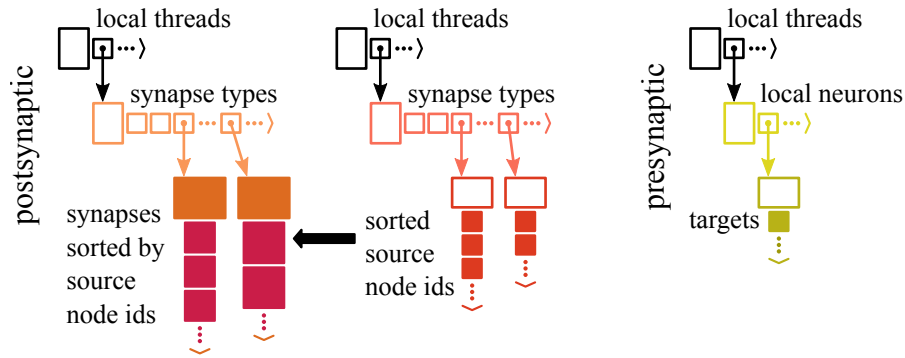 local threads
local threads
local threads
postsynaptic
synapse types
synapse types
presynaptic
local neurons
synapses
sorted by
source
node ids
sorted
source
node ids
targets